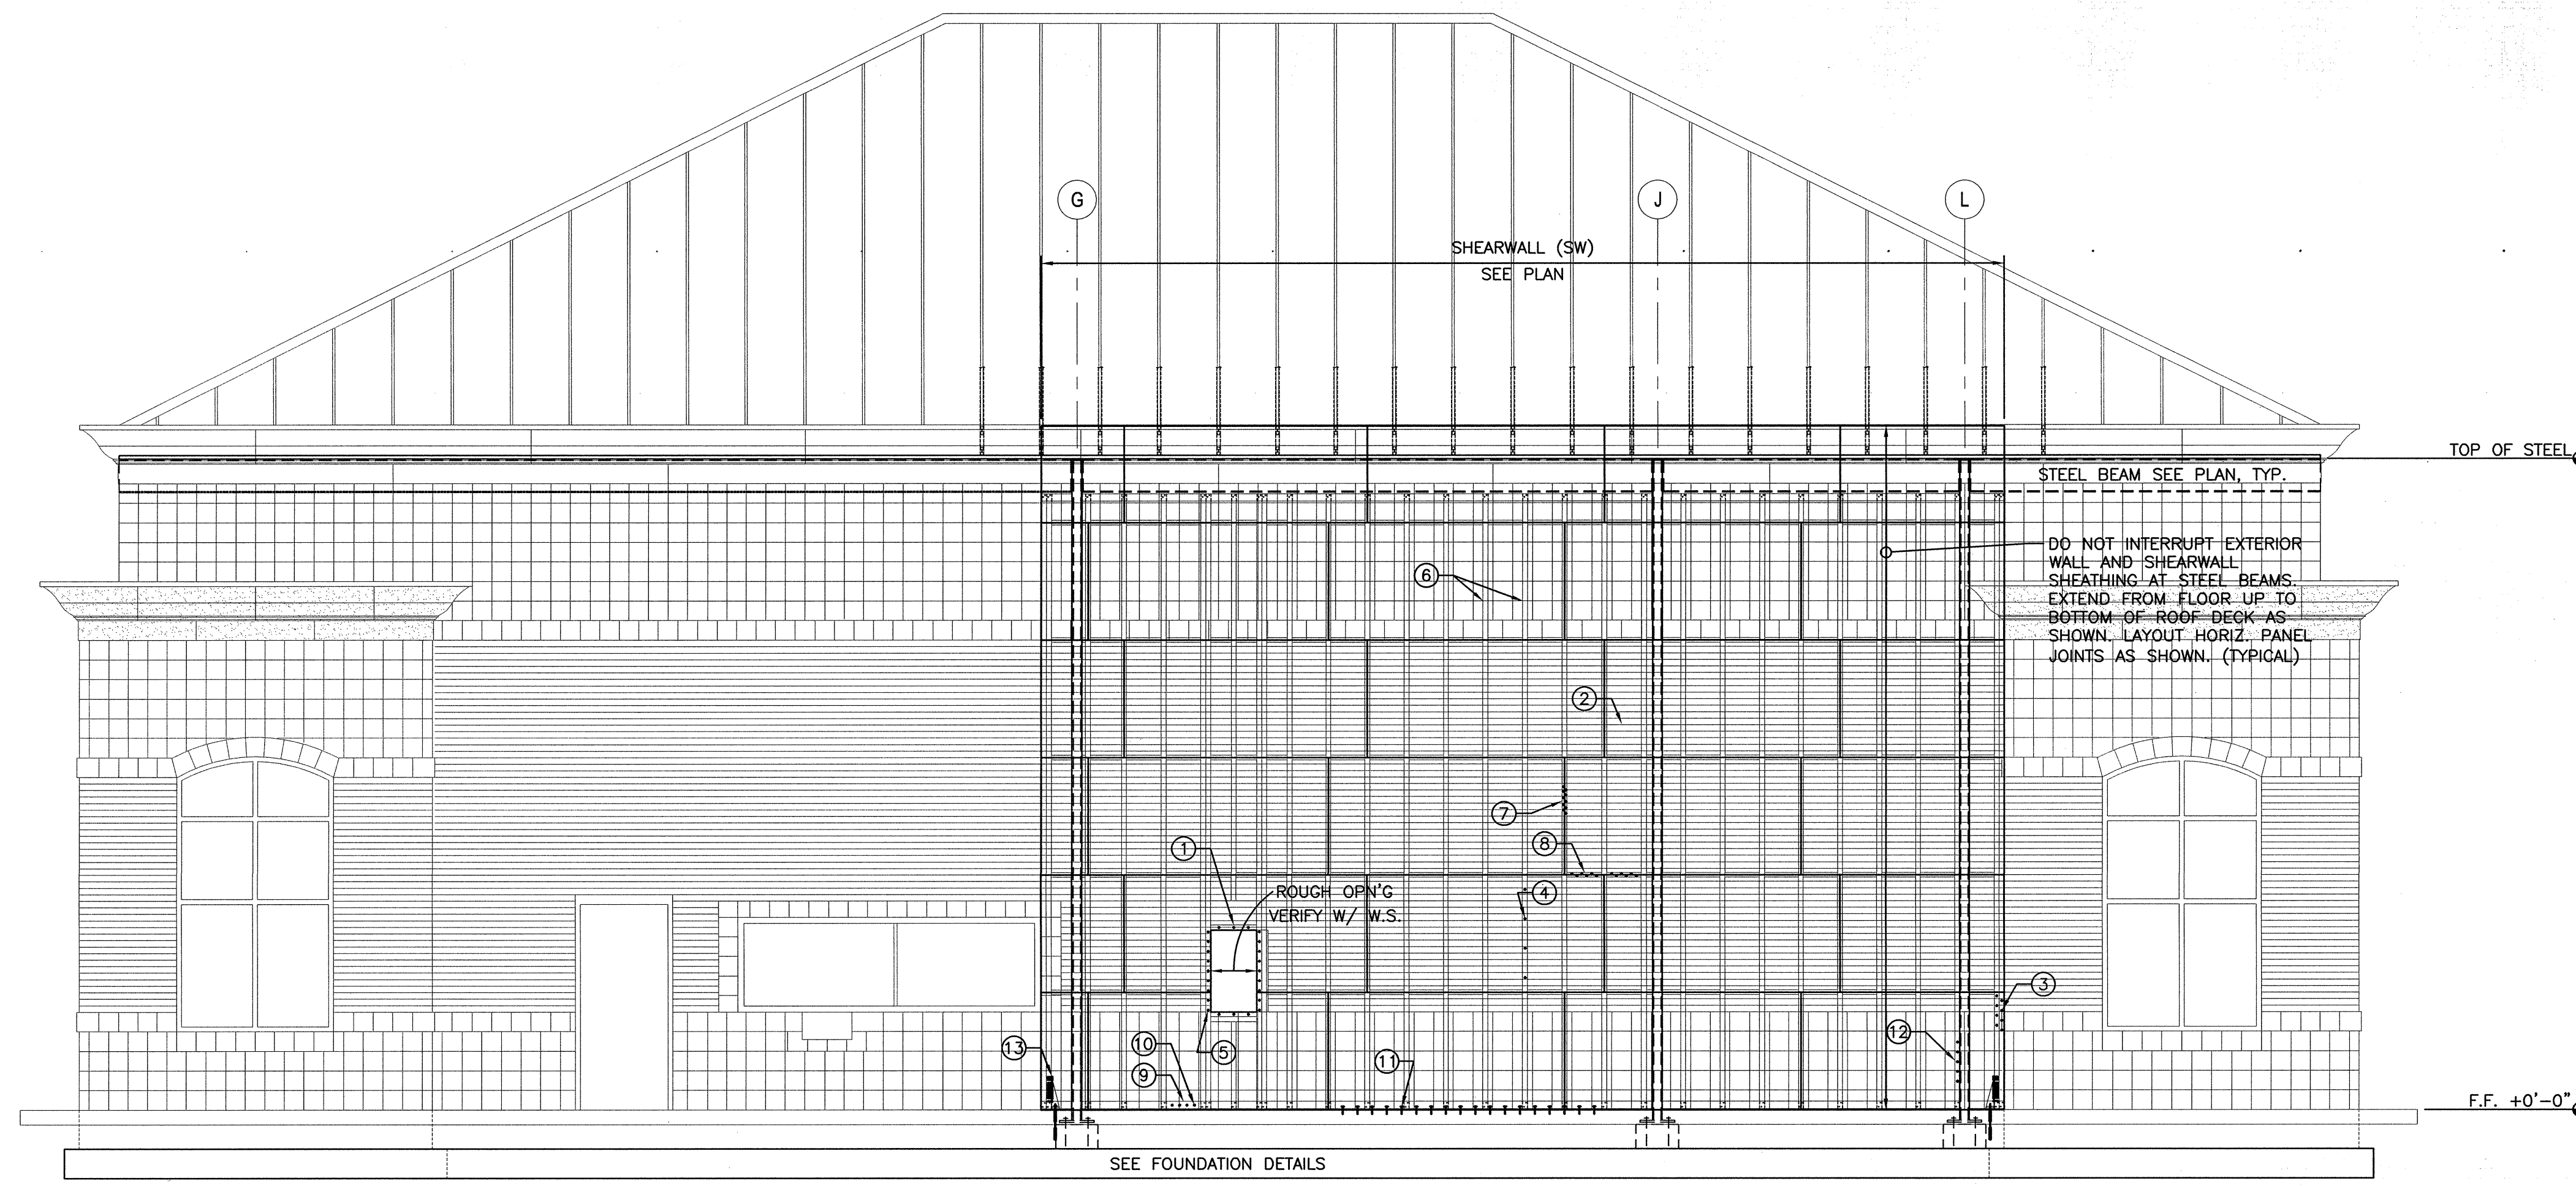 G
J
L
SHEARWALL (SW)
SEE PLAN
TOP OF STEEL
STEEL BEAM SEE PLAN, TYP.
DO NOT INTERRUPT EXTERIOR
WALL AND SHEARWALL
SHEATHING AT STEEL BEAMS.
EXTEND FROM FLOOR UP TO
BOTTOM OF ROOF DECK AS
SHOWN. LAYOUT HORIZ. PANEL
JOINTS AS SHOWN. (TYPICAL)
6
2
7
8
1
4
ROUGH OPN'G
VERIFY W/ W.S.
3
12
13
10
5
11
9
F.F. +0'-0"
SEE FOUNDATION DETAILS